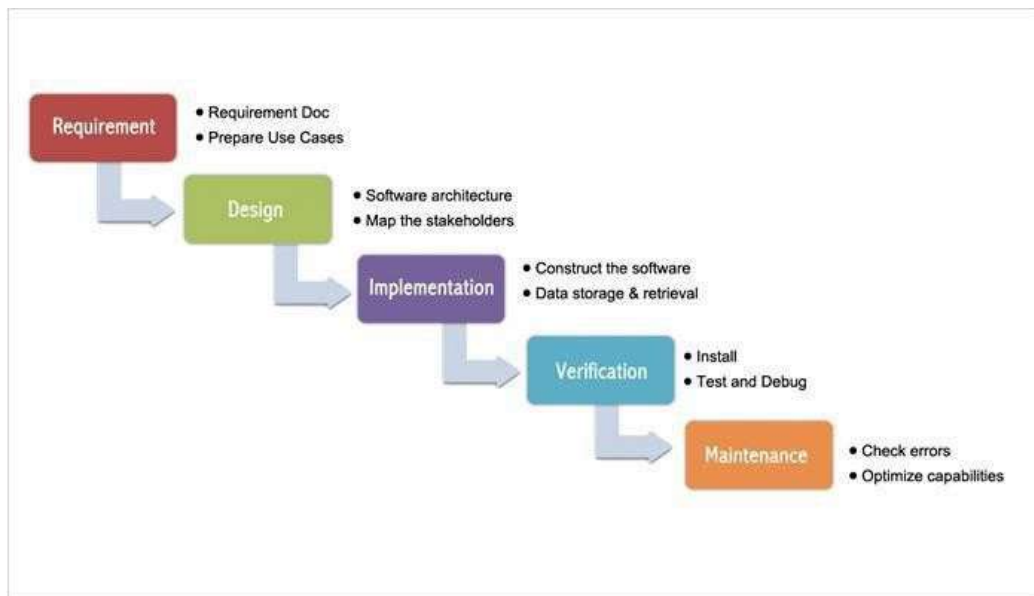 Requirement
• Requirement Doc
• Prepare Use Cases
Design
• Software architecture
• Map the stakeholders
Implementation
• Construct the software
• Data storage & retrieval
Verification
• Install
• Test and Debug
Maintenance
• Check errors
• Optimize capabilities